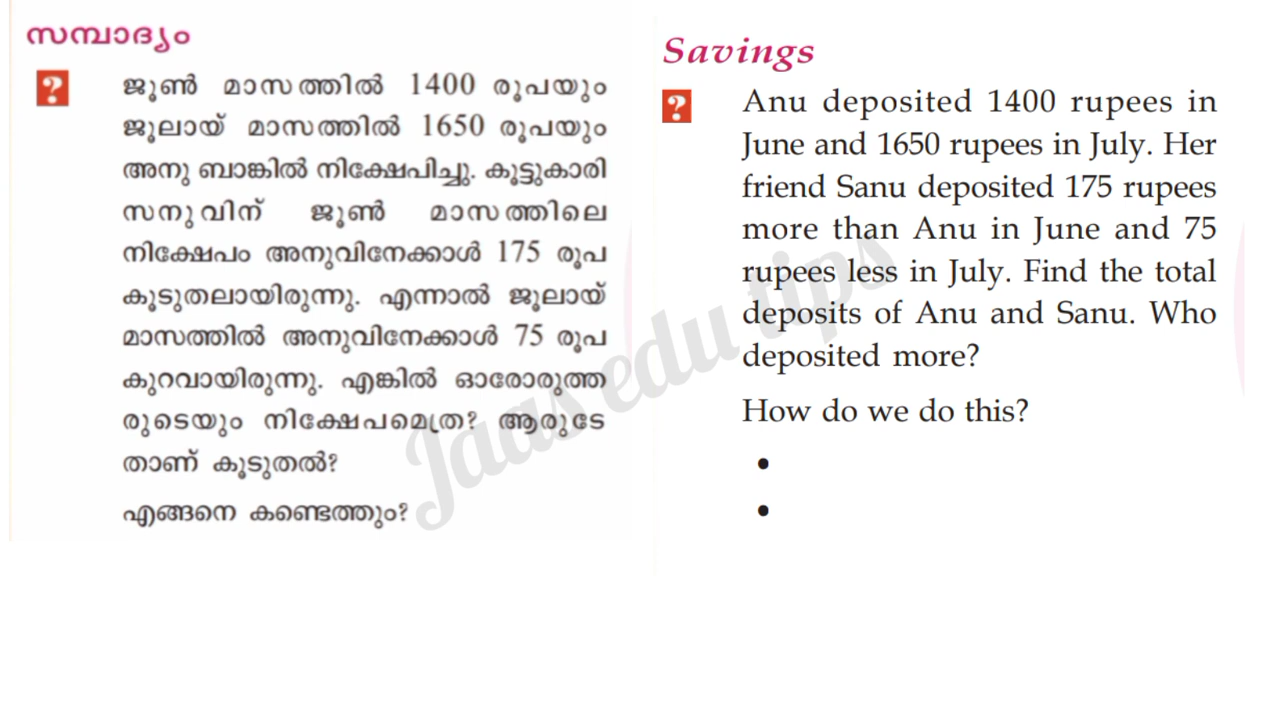 സമ്പാദ്യം
?
ജൂൺ മാസത്തിൽ 1400 രൂപയും
ജൂലായ് മാസത്തിൽ 1650 രൂപയും
അനു ബാങ്കിൽ നിക്ഷേപിച്ചു. കൂട്ടുകാരി
സനുവിന് ജൂൺ മാസത്തിലെ
നിക്ഷേപം അനുവിനേക്കാൾ 175 രൂപ
കൂടുതലായിരുന്നു. എന്നാൽ ജൂലായ്
മാസത്തിൽ അനുവിനേക്കാൾ 75 രൂപ
കുറവായിരുന്നു. എങ്കിൽ ഓരോരുത്ത
രുടെയും നിക്ഷേപമെത്ര? ആരുടേ
താണ് കൂടുതൽ?
എങ്ങനെ കണ്ടെത്തും?
Savings
?
Anu deposited 1400 rupees in
June and 1650 rupees in July. Her
friend Sanu deposited 175 rupees
more than Anu in June and 75
rupees less in July. Find the total
deposits of Anu and Sanu. Who
deposited more?
How do we do this?
•
•
Jaas edu tips